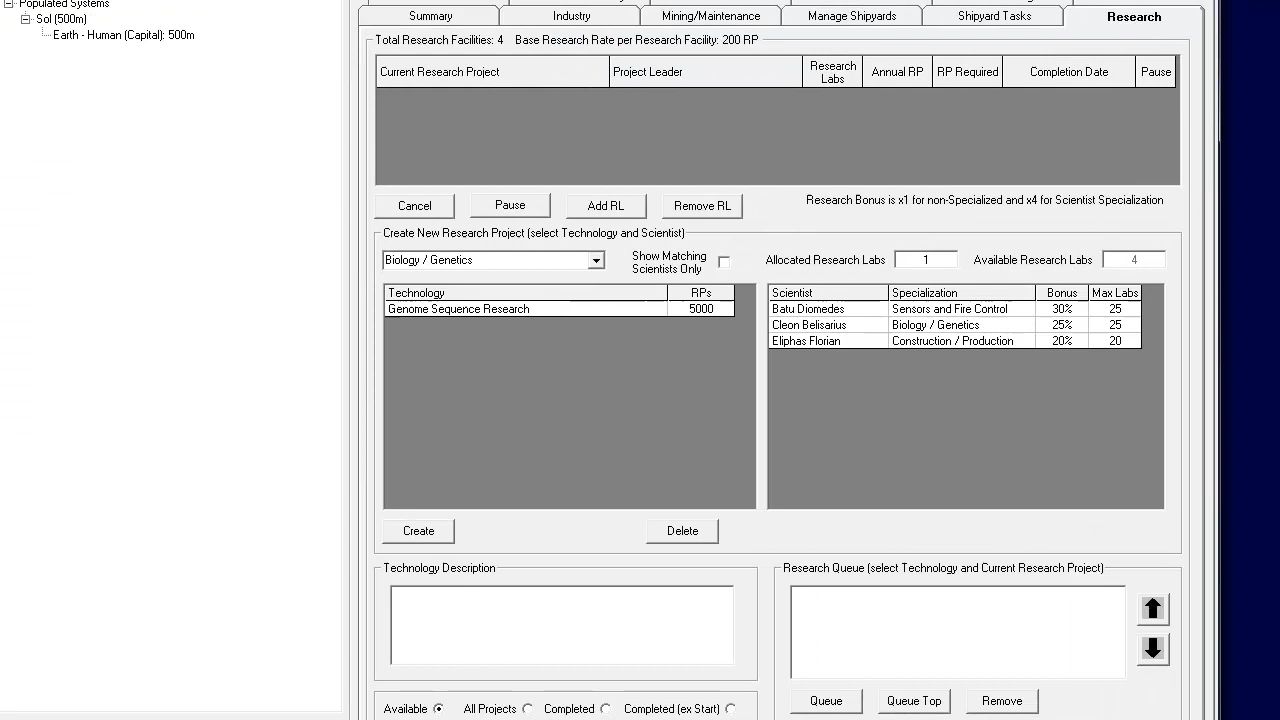 Populated Systems
Sol (500m)
Earth - Human (Capital): 500m
Summary Industry Mining/Maintenance Manage Shipyards Shipyard Tasks Research
Total Research Facilities: 4 Base Research Rate per Research Facility: 200 RP
Current Research Project Project Leader Research Labs Annual RP RP Required Completion Date Pause
Cancel Pause Add RL Remove RL Research Bonus is x1 for non-Specialized and x4 for Scientist Specialization
Create New Research Project (select Technology and Scientist)
Biology / Genetics Show Matching Scientists Only Allocated Research Labs 1 Available Research Labs 4
Technology RPs
Genome Sequence Research 5000
Scientist Specialization Bonus Max Labs
Batu Diomedes Sensors and Fire Control 30% 25
Cleon Belisarius Biology / Genetics 25% 25
Eliphas Florian Construction / Production 20% 20
Create Delete
Technology Description
Research Queue (select Technology and Current Research Project)
Queue Queue Top Remove
Available All Projects Completed Completed (ex Start)